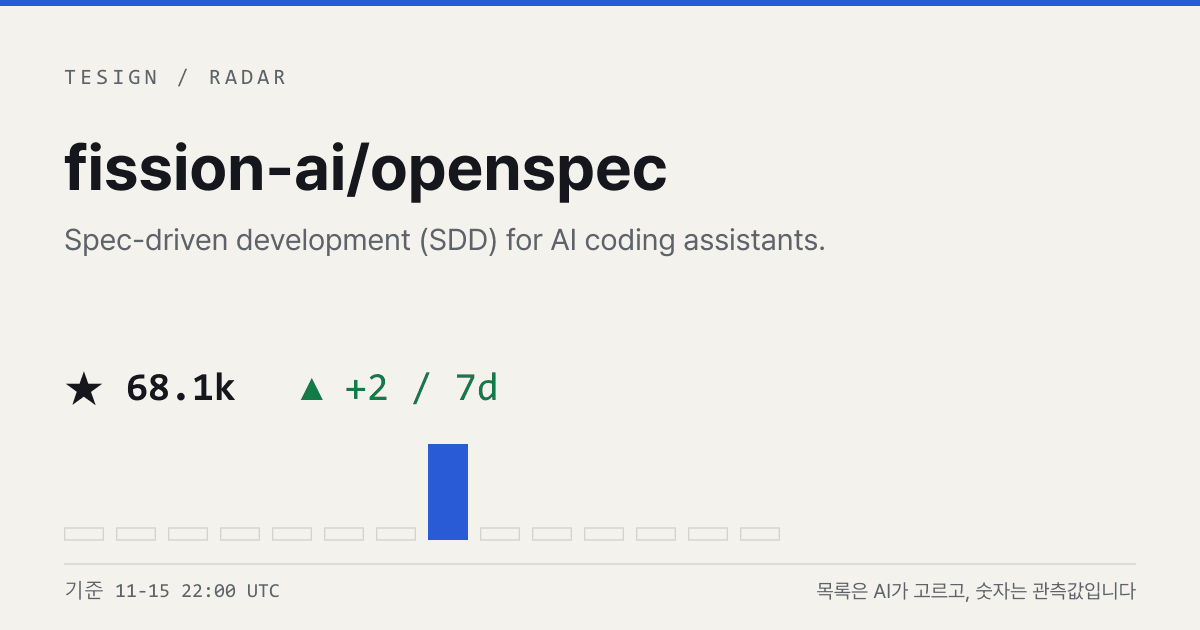 TESIGN / RADAR
fission-ai/openspec
Spec-driven development (SDD) for AI coding assistants.
★ 68.1k ▲ +2 / 7d
기준 11-15 22:00 UTC
목록은 AI가 고르고, 숫자는 관측값입니다